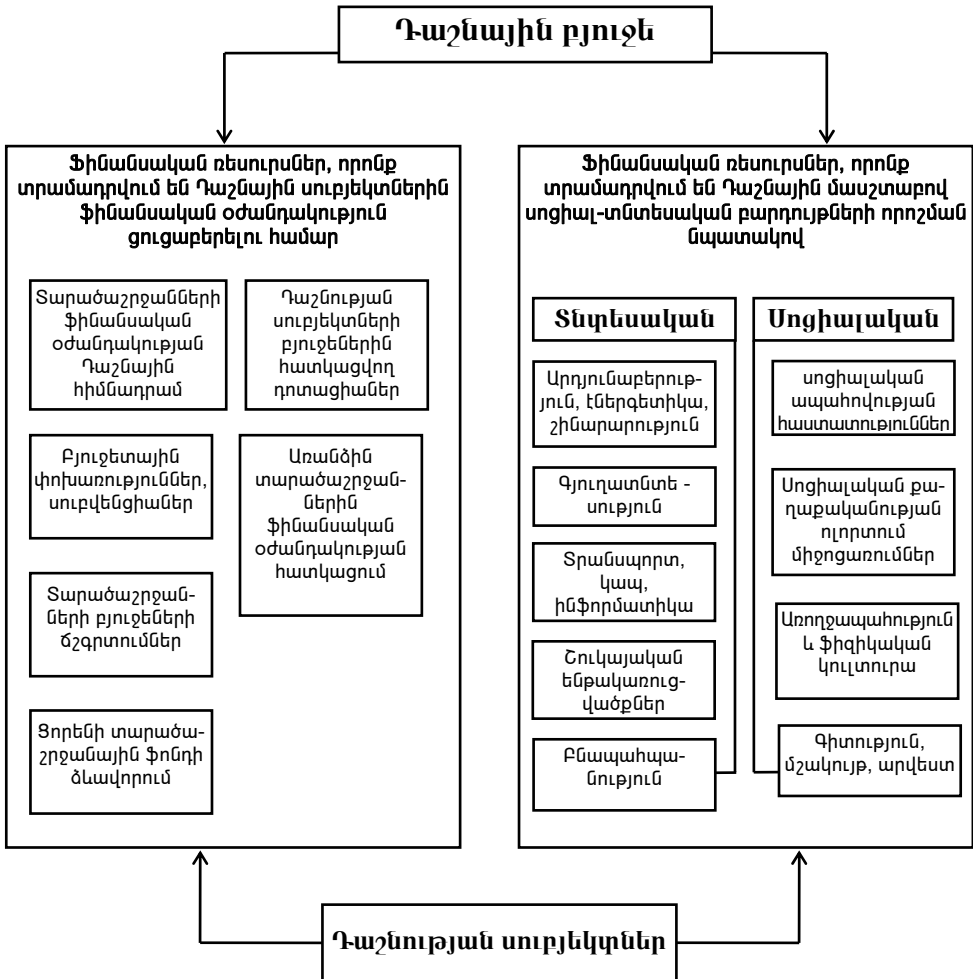 Դաշնային բյուջե
Ֆինանսական ռեսուրսներ, որոնք
տրամադրվում են Դաշնային սուբյեկտներին
ֆինանսական օժանդակություն
ցուցաբերելու համար
Տարածաշրջանների
ֆինանսական
օժանդակության
Դաշնային
հիմնադրամ
Դաշնության
սուբյեկտների
բյուջեներին
հատկացվող
դոտացիաներ
Բյուջետային
փոխառություններ,
սուբվենցիաներ
Առանձին
տարածաշրջան-
ներին
ֆինանսական
օժանդակության
հատկացում
Տարածաշրջան-
ների բյուջեների
ճշգրտումներ
Ցորենի տարածա-
շրջանային ֆոնդի
ձևավորում
Ֆինանսական ռեսուրսներ, որոնք
տրամադրվում են Դաշնային մասշտաբով
սոցիալ-տնտեսական բարդույթների որոշման
նպատակով
Տնտեսական
Արդյունաբերութ-
յուն, էներգետիկա,
շինարարություն
Գյուղատնտե -
սություն
Տրանսպորտ,
կապ,
ինֆորմատիկա
Շուկայական
ենթակառուց-
վածքներ
Բնապահպա-
նություն
Սոցիալական
սոցիալական
ապահովության
հաստատություններ
Սոցիալական քա-
ղաքականության
ոլորտում
միջոցառումներ
Առողջապահություն
և ֆիզիկական
կուլտուրա
Գիտություն,
մշակույթ, արվեստ
Դաշնության սուբյեկտներ